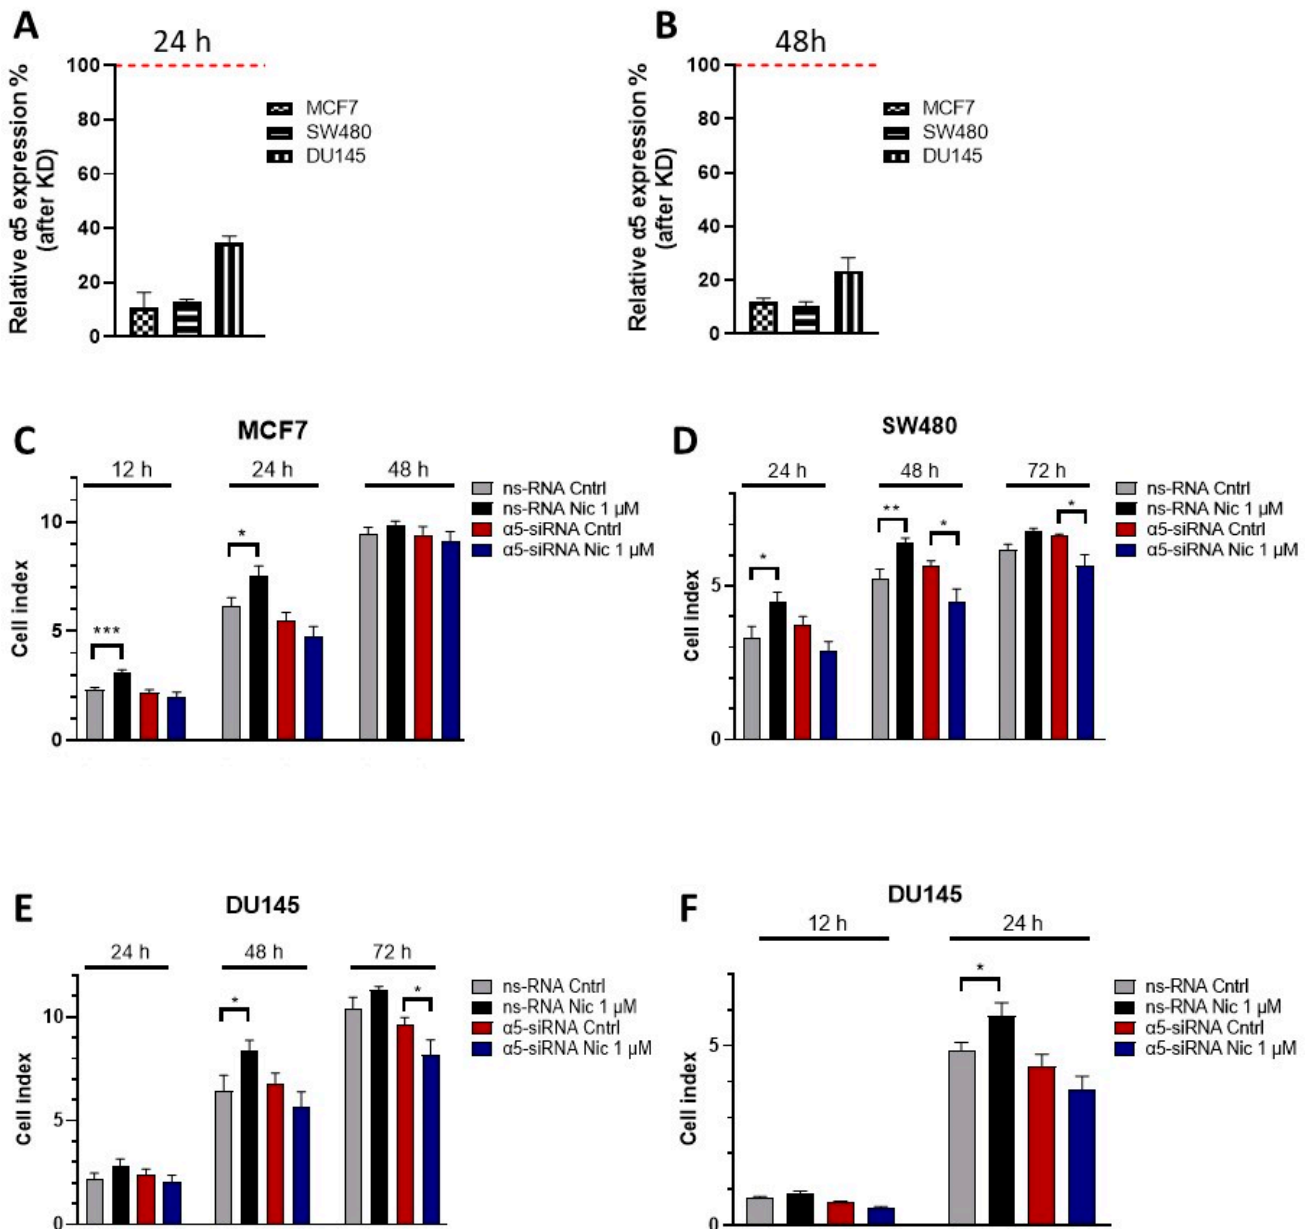 A
24 h
Relative α5 expression %
(after KD)
100
80
60
40
20
0
MCF7
SW480
DU145
B
48h
Relative α5 expression %
(after KD)
100
80
60
40
20
0
MCF7
SW480
DU145
C
MCF7
12 h
24 h
48 h
Cell index
10
5
0
***
*
ns-RNA Cntrl
ns-RNA Nic 1 µM
α5-siRNA Cntrl
α5-siRNA Nic 1 µM
D
SW480
24 h
48 h
72 h
Cell index
5
0
*
**
*
*
ns-RNA Cntrl
ns-RNA Nic 1 µM
α5-siRNA Cntrl
α5-siRNA Nic 1 µM
E
DU145
24 h
48 h
72 h
Cell index
10
5
0
*
*
ns-RNA Cntrl
ns-RNA Nic 1 µM
α5-siRNA Cntrl
α5-siRNA Nic 1 µM
F
DU145
12 h
24 h
Cell index
5
0
*
ns-RNA Cntrl
ns-RNA Nic 1 µM
α5-siRNA Cntrl
α5-siRNA Nic 1 µM